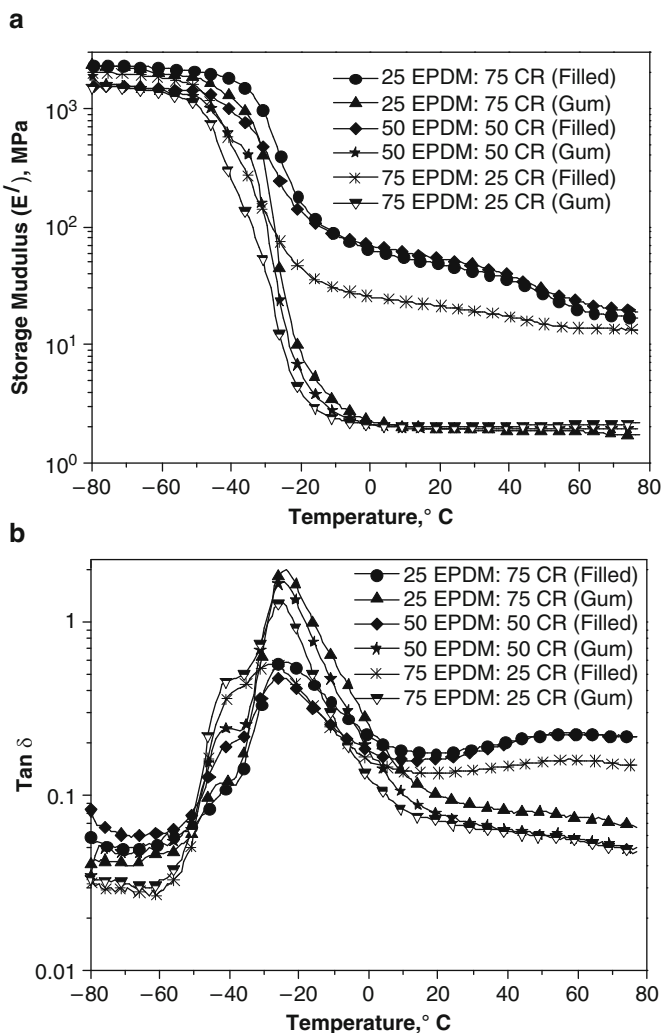 a
10³
10²
10¹
10⁰
Storage Modulus (E/), MPa
25 EPDM: 75 CR (Filled)
25 EPDM: 75 CR (Gum)
50 EPDM: 50 CR (Filled)
50 EPDM: 50 CR (Gum)
75 EPDM: 25 CR (Filled)
75 EPDM: 25 CR (Gum)
−80 −60 −40 −20 0 20 40 60 80
Temperature,° C
b
1
0.1
0.01
Tan δ
25 EPDM: 75 CR (Filled)
25 EPDM: 75 CR (Gum)
50 EPDM: 50 CR (Filled)
50 EPDM: 50 CR (Gum)
75 EPDM: 25 CR (Filled)
75 EPDM: 25 CR (Gum)
−80 −60 −40 −20 0 20 40 60 80
Temperature,° C